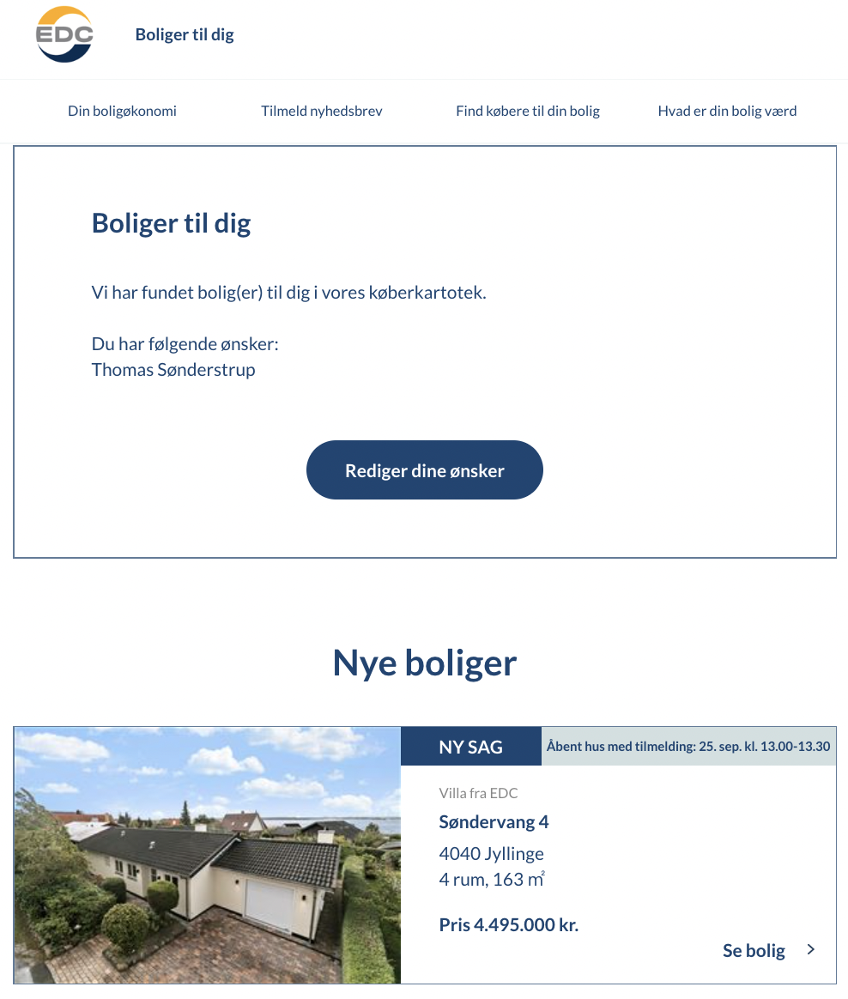 EDC
Boliger til dig
Din boligøkonomi
Tilmeld nyhedsbrev
Find købere til din bolig
Hvad er din bolig værd
Boliger til dig
Vi har fundet bolig(er) til dig i vores køberkartotek.
Du har følgende ønsker:
Thomas Sønderstrup
Rediger dine ønsker
Nye boliger
NY SAG
Åbent hus med tilmelding: 25. sep. kl. 13.00-13.30
Villa fra EDC
Søndervang 4
4040 Jyllinge
4 rum, 163 m²
Pris 4.495.000 kr.
Se bolig